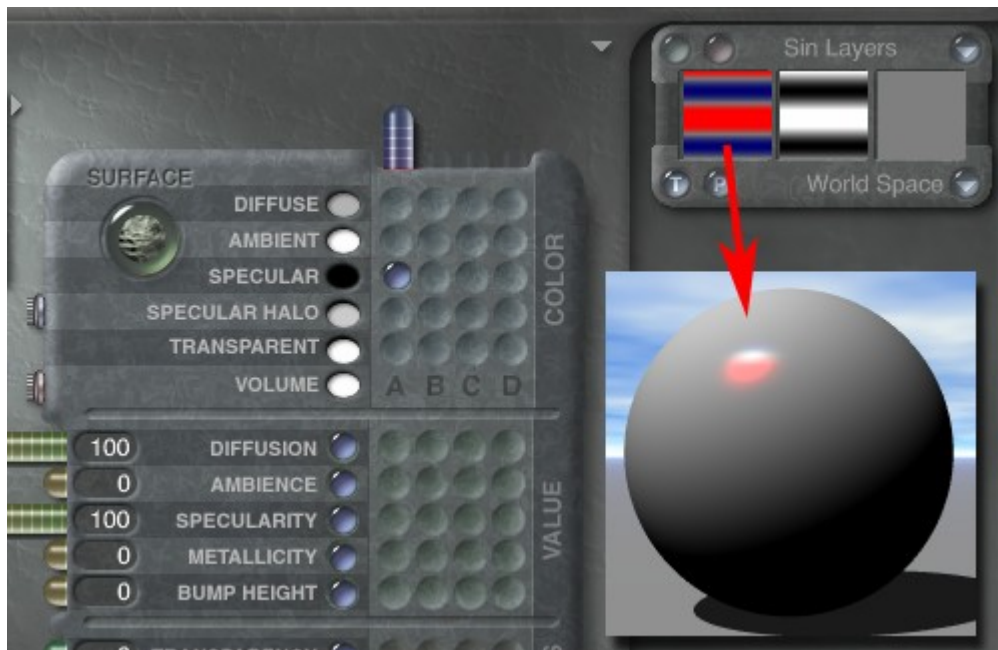 Sin Layers
T P World Space
SURFACE
DIFFUSE
AMBIENT
SPECULAR
SPECULAR HALO
TRANSPARENT
VOLUME
A B C D
COLOR
100 DIFFUSION
0 AMBIENCE
100 SPECULARITY
0 METALLICITY
0 BUMP HEIGHT
VALUE